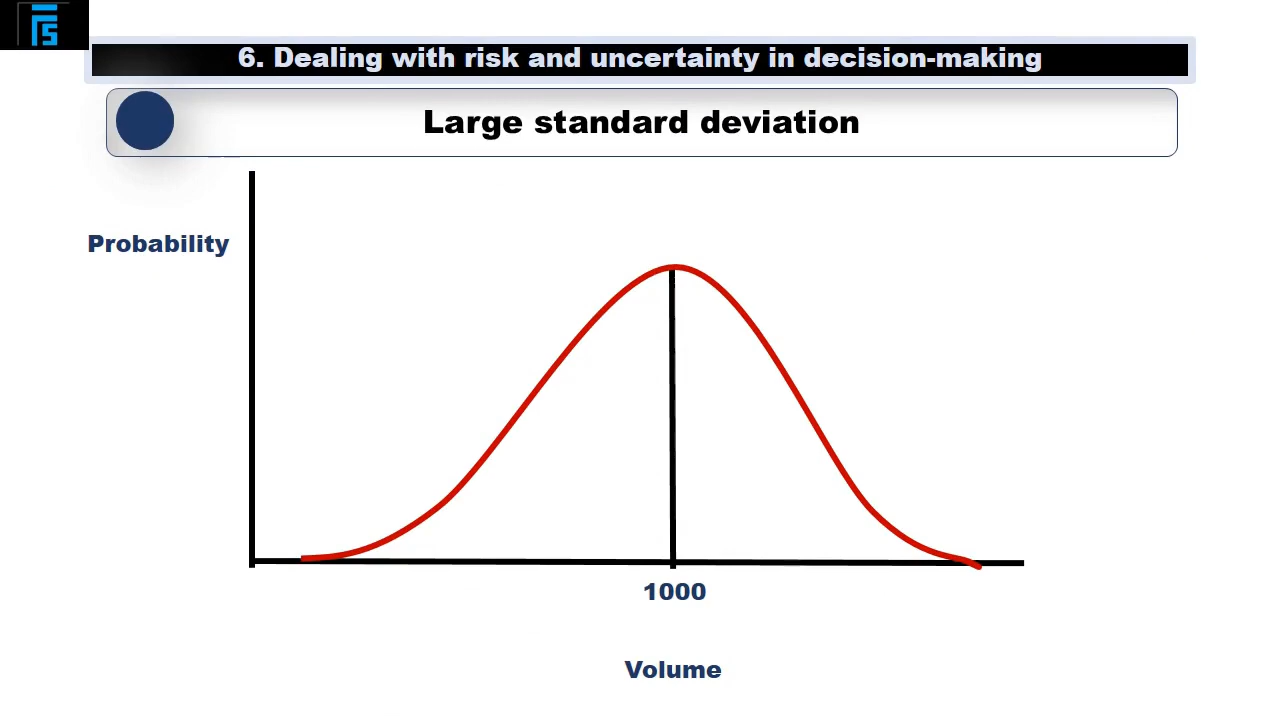 6. Dealing with risk and uncertainty in decision-making
Large standard deviation
Probability
1000
Volume